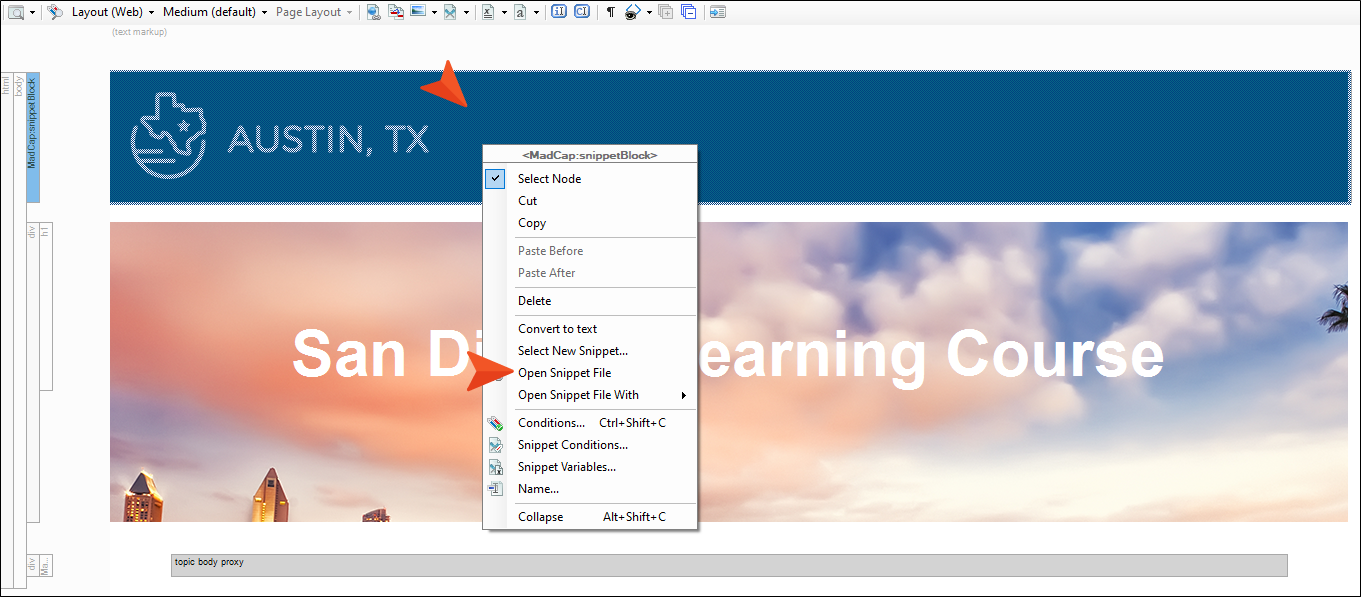 Layout (Web) Medium (default) Page Layout
(text markup)
html
body
MadCap:snippetBlock
AUSTIN, TX
<MadCap:snippetBlock>
Select Node
Cut
Copy
Paste Before
Paste After
Delete
Convert to text
Select New Snippet...
Open Snippet File
Open Snippet File With
Conditions... Ctrl+Shift+C
Snippet Conditions...
Snippet Variables...
Name...
Collapse Alt+Shift+C
div
h1
San Di earning Course
div
Ma...
topic body proxy